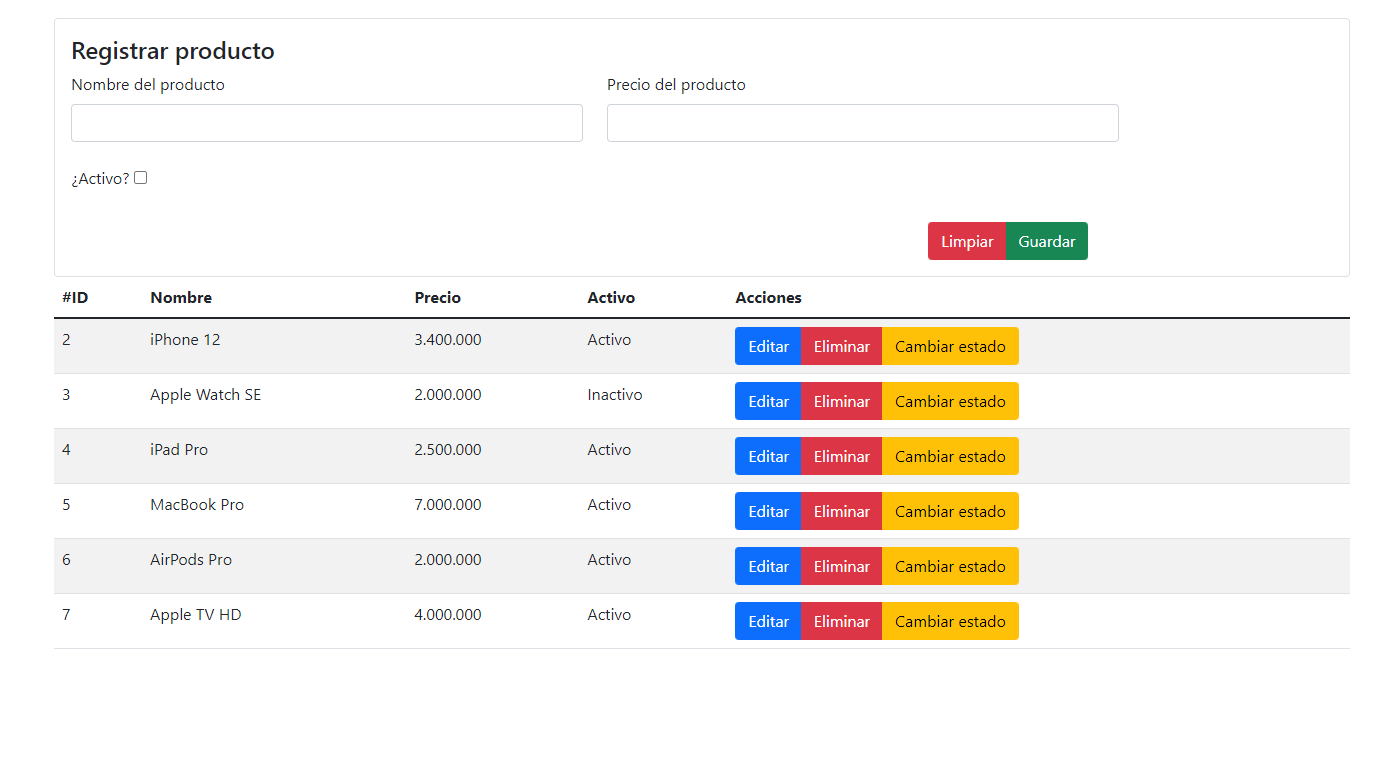 Registrar producto
Nombre del producto Precio del producto
¿Activo?
Limpiar Guardar
#ID Nombre Precio Activo Acciones
2 iPhone 12 3.400.000 Activo Editar Eliminar Cambiar estado
3 Apple Watch SE 2.000.000 Inactivo Editar Eliminar Cambiar estado
4 iPad Pro 2.500.000 Activo Editar Eliminar Cambiar estado
5 MacBook Pro 7.000.000 Activo Editar Eliminar Cambiar estado
6 AirPods Pro 2.000.000 Activo Editar Eliminar Cambiar estado
7 Apple TV HD 4.000.000 Activo Editar Eliminar Cambiar estado